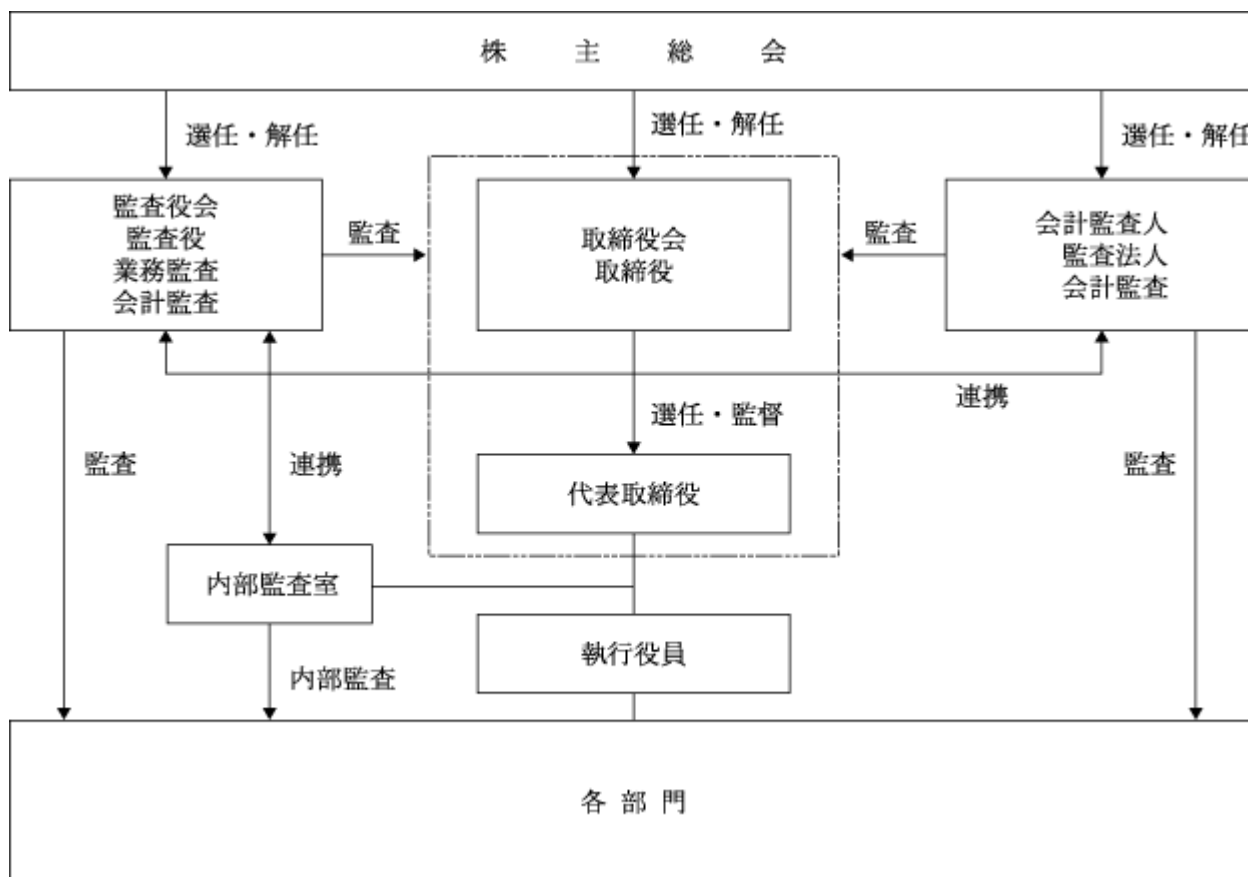 株主総会
選任・解任
選任・解任
選任・解任
監査役会
監査役
業務監査
会計監査
監査
取締役会
取締役
監査
会計監査人
監査法人
会計監査
連携
選任・監督
監査
連携
監査
代表取締役
内部監査室
執行役員
内部監査
各部門